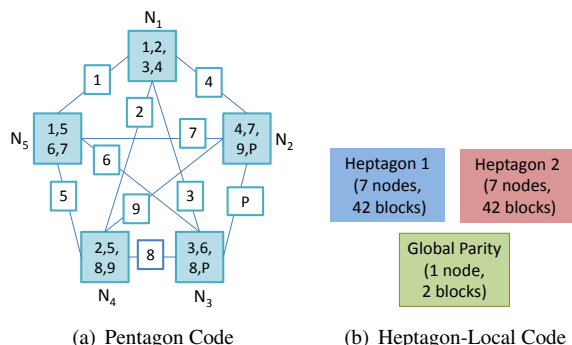 N1
1,2,
3,4
1
4
2
1,5
6,7
N5
7
4,7,
9,P
N2
6
5
9
3
P
2,5,
8,9
N4
8
3,6,
8,P
N3
(a) Pentagon Code
Heptagon 1
(7 nodes,
42 blocks)
Heptagon 2
(7 nodes,
42 blocks)
Global Parity
(1 node,
2 blocks)
(b) Heptagon-Local Code